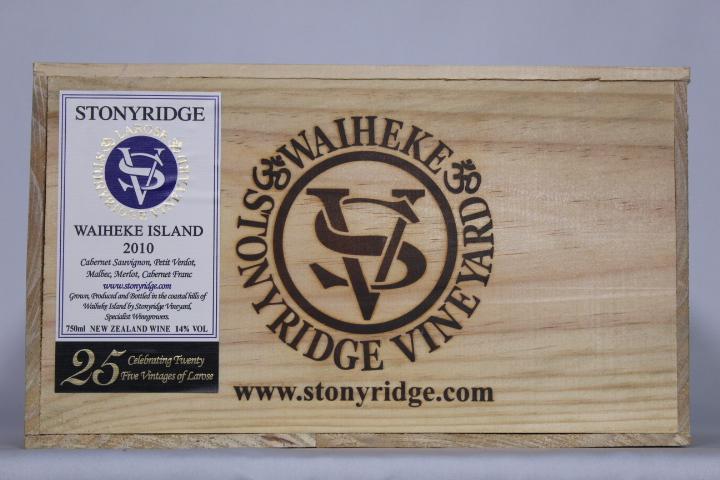 STONYRIDGE
LAROSE
STONYRIDGE VINEYARD
WAIHEKE ISLAND
2010
Cabernet Sauvignon, Petit Verdot,
Malbec, Merlot, Cabernet Franc
www.stonyridge.com
Grown, Produced and Bottled in the coastal hills of
Waiheke Island by Stonyridge Vineyard,
Specialist Winegrowers.
750ml NEW ZEALAND WINE 14% VOL
25 Celebrating Twenty
Five Vintages of Larose
ॐ WAIHEKE ॐ
STONYRIDGE VINEYARD
SV
www.stonyridge.com